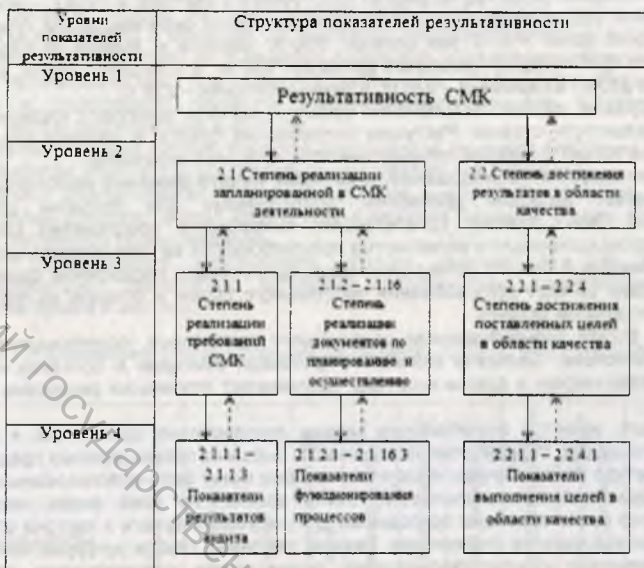 Уровни
показателей
результативности
Структура показателей результативности
Уровень 1
Результативность СМК
Уровень 2
2.1 Степень реализации
запланированной в СМК
деятельности
2.2 Степень достижения
результатов в области
качества
Уровень 3
2.1.1
Степень
реализации
требований
СМК
2.1.2 – 2.1.16
Степень
реализации
документов по
планированию и
осуществлению
2.2.1 – 2.2.4
Степень достижения
поставленных целей
в области качества
Уровень 4
2.1.1.1 –
2.1.1.3
Показатели
результатов
аудита
2.1.2.1 – 2.1.16.3
Показатели
функционирования
процессов
2.2.1.1 – 2.2.4.1
Показатели
выполнения целей в
области качества
государствен